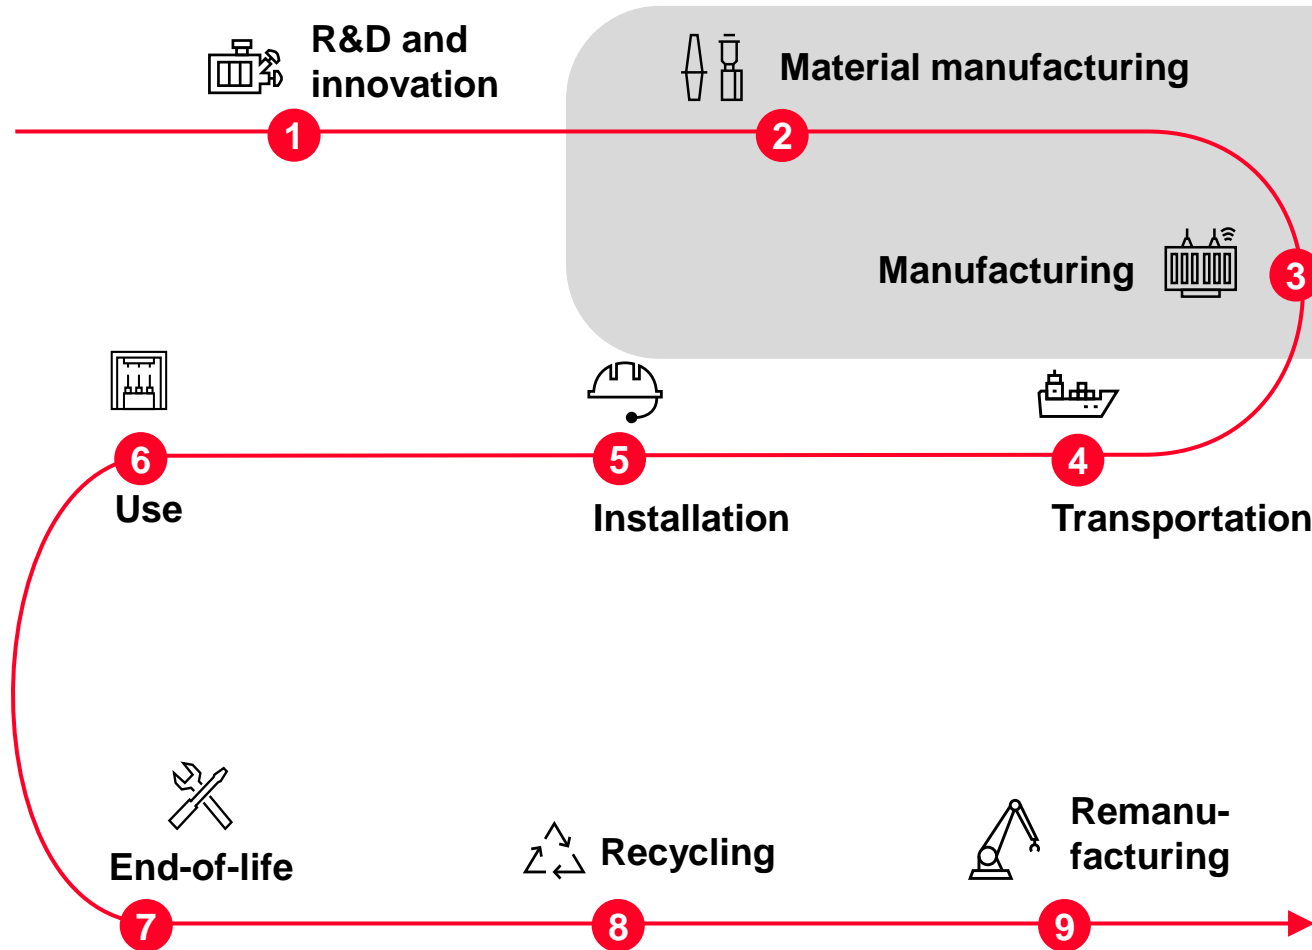 R&D and
innovation
1
Material manufacturing
2
Manufacturing
3
4
Transportation
5
Installation
6
Use
End-of-life
7
Recycling
8
Remanu-
facturing
9